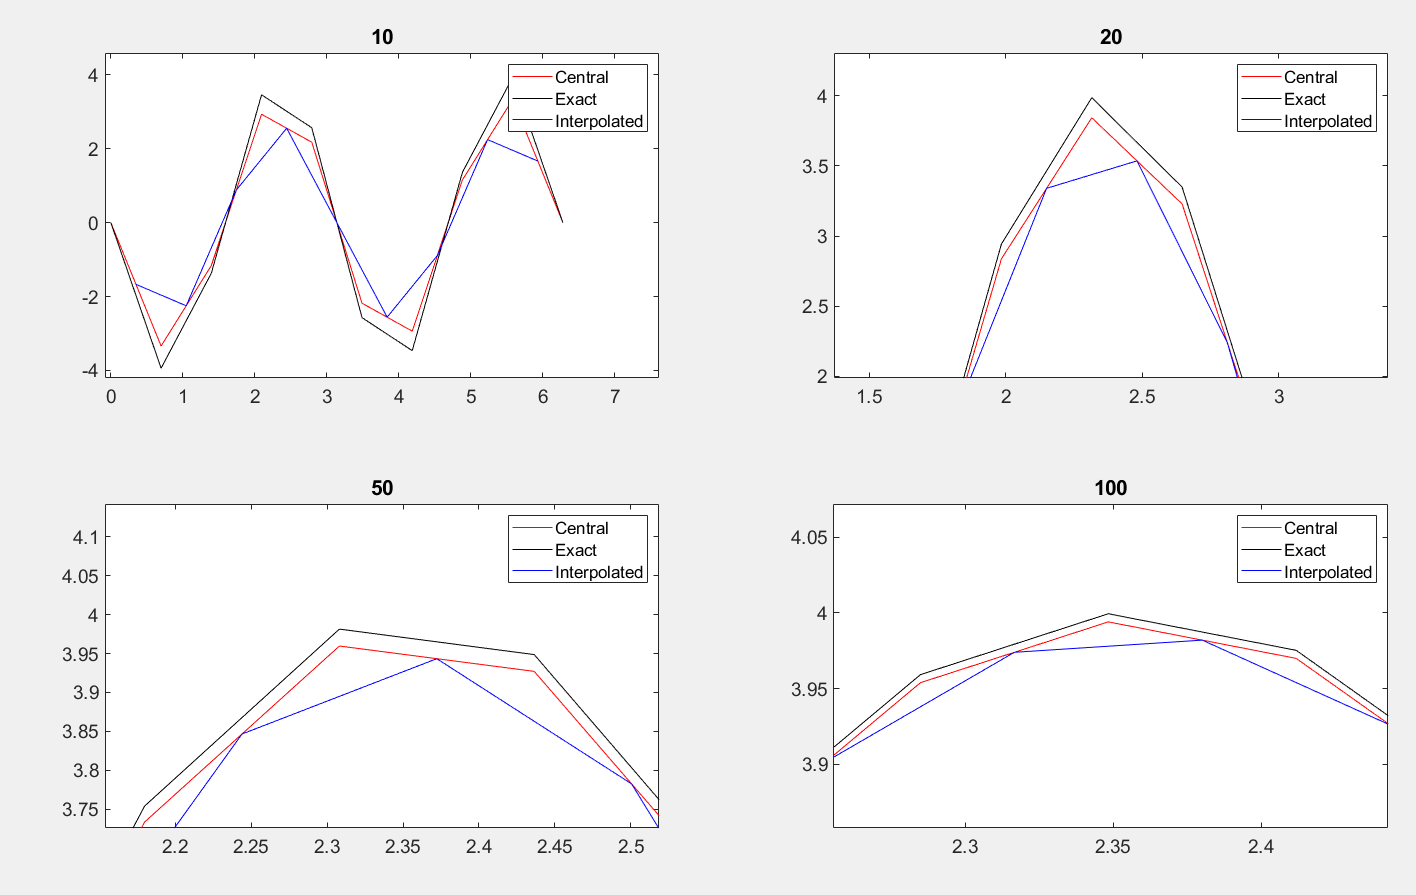 10
4
2
0
-2
-4
0 1 2 3 4 5 6 7
Central
Exact
Interpolated
20
4
3.5
3
2.5
2
1.5 2 2.5 3
Central
Exact
Interpolated
50
4.1
4.05
4
3.95
3.9
3.85
3.8
3.75
2.2 2.25 2.3 2.35 2.4 2.45 2.5
Central
Exact
Interpolated
100
4.05
4
3.95
3.9
2.3 2.35 2.4
Central
Exact
Interpolated